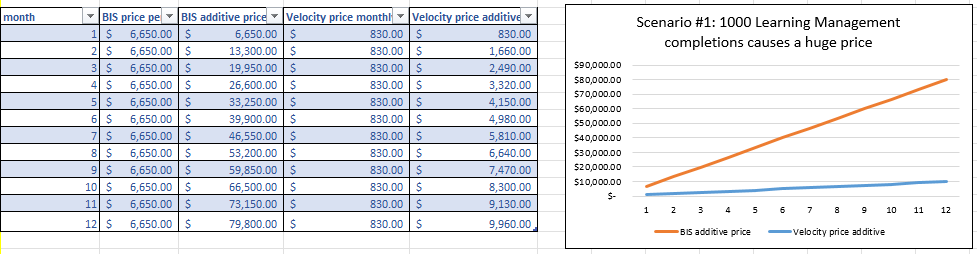 month BIS price pe BIS additive price Velocity price monthl Velocity price additive
1 $ 6,650.00 $ 6,650.00 $ 830.00 $ 830.00
2 $ 6,650.00 $ 13,300.00 $ 830.00 $ 1,660.00
3 $ 6,650.00 $ 19,950.00 $ 830.00 $ 2,490.00
4 $ 6,650.00 $ 26,600.00 $ 830.00 $ 3,320.00
5 $ 6,650.00 $ 33,250.00 $ 830.00 $ 4,150.00
6 $ 6,650.00 $ 39,900.00 $ 830.00 $ 4,980.00
7 $ 6,650.00 $ 46,550.00 $ 830.00 $ 5,810.00
8 $ 6,650.00 $ 53,200.00 $ 830.00 $ 6,640.00
9 $ 6,650.00 $ 59,850.00 $ 830.00 $ 7,470.00
10 $ 6,650.00 $ 66,500.00 $ 830.00 $ 8,300.00
11 $ 6,650.00 $ 73,150.00 $ 830.00 $ 9,130.00
12 $ 6,650.00 $ 79,800.00 $ 830.00 $ 9,960.00
Scenario #1: 1000 Learning Management
completions causes a huge price
$90,000.00
$80,000.00
$70,000.00
$60,000.00
$50,000.00
$40,000.00
$30,000.00
$20,000.00
$10,000.00
$-
1 2 3 4 5 6 7 8 9 10 11 12
BIS additive price Velocity price additive